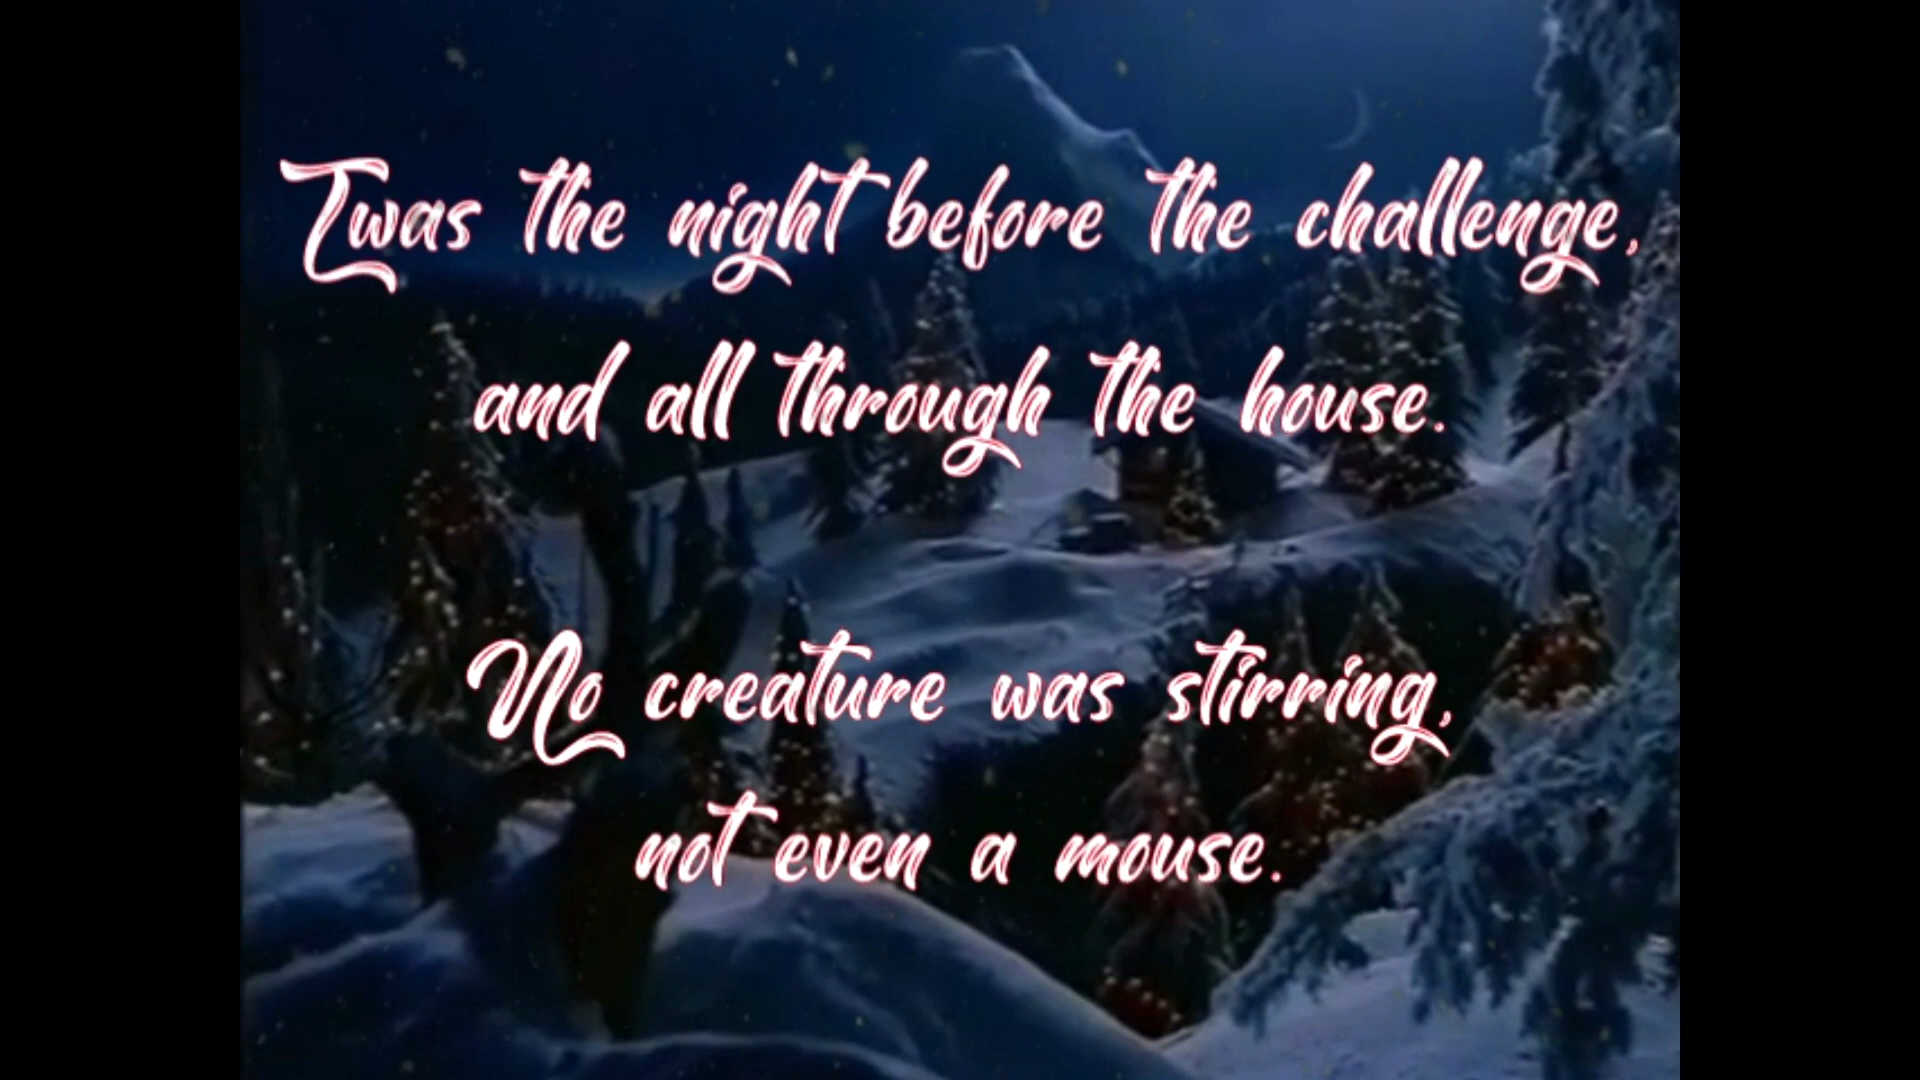 Twas the night before the challenge,
and all through the house.
No creature was stirring,
not even a mouse.